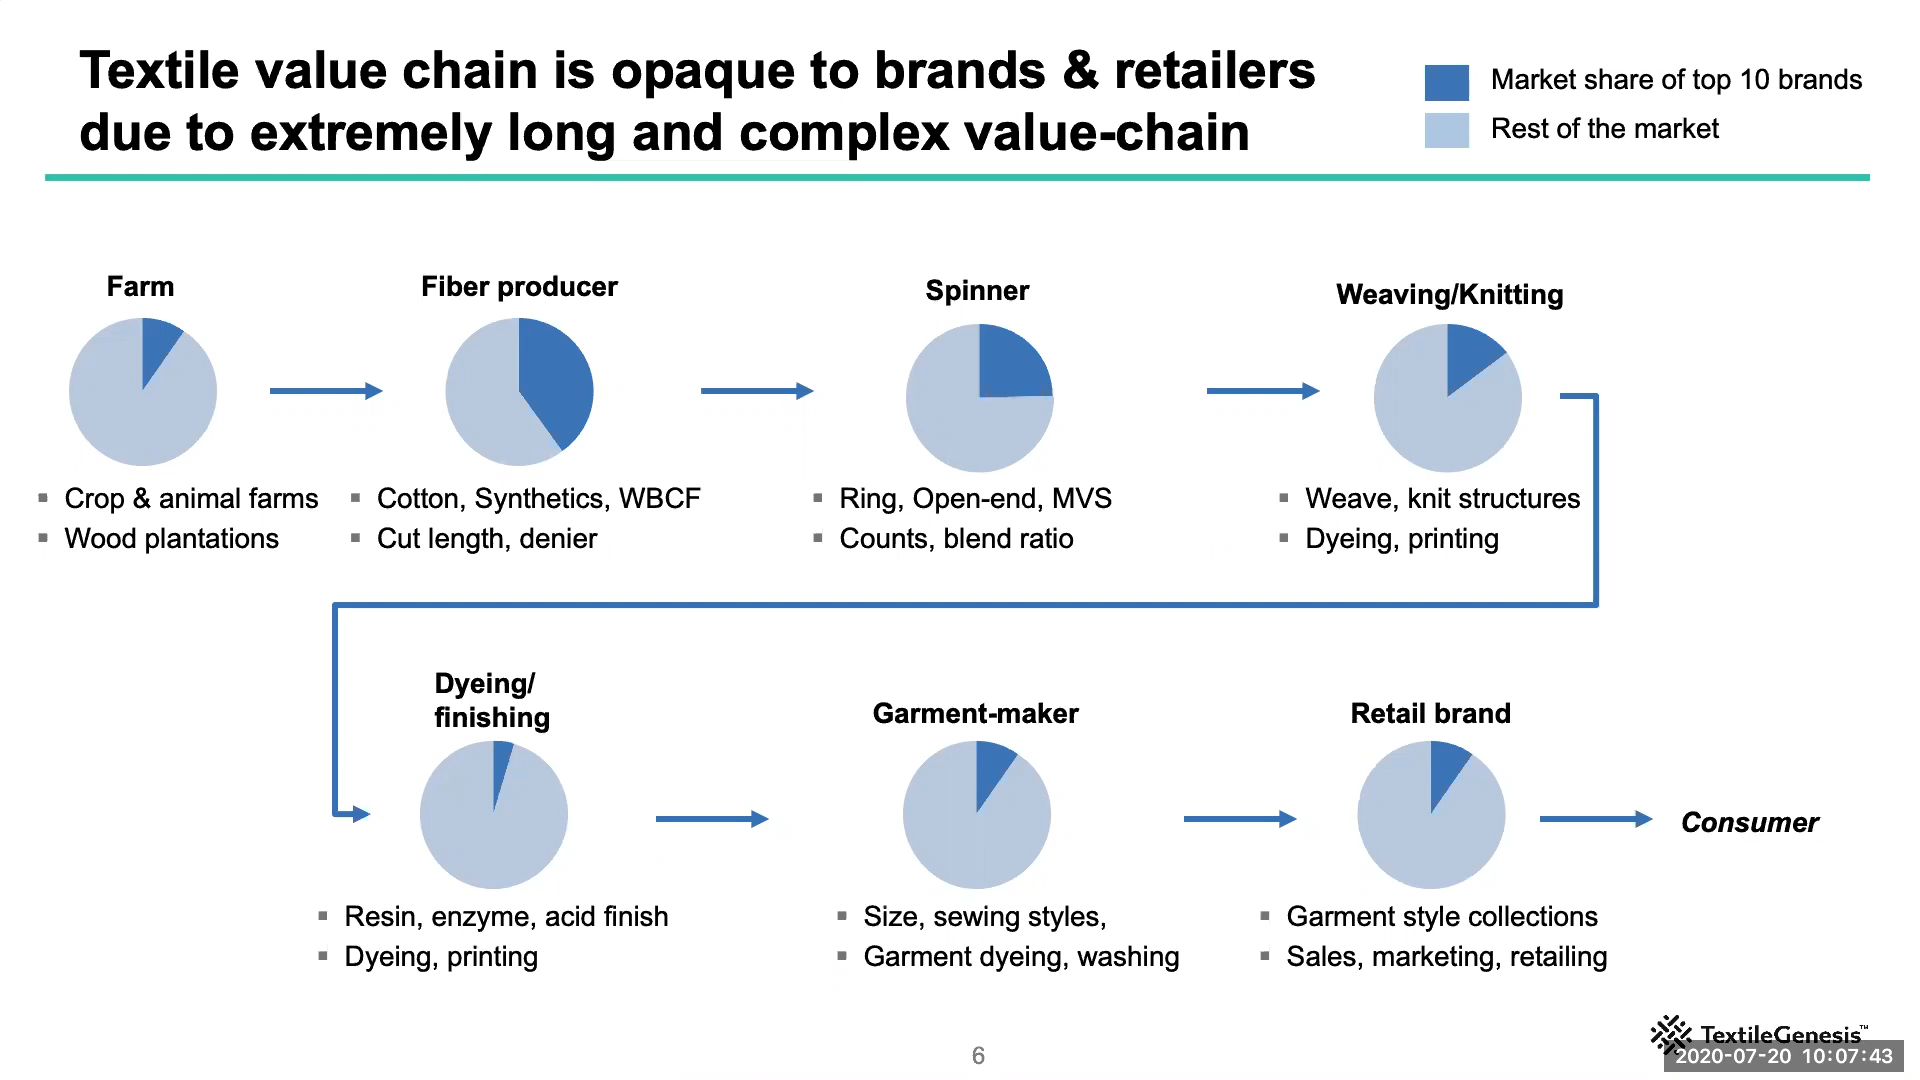 Textile value chain is opaque to brands & retailers
due to extremely long and complex value-chain
Market share of top 10 brands
Rest of the market
Farm
Crop & animal farms
Wood plantations
Fiber producer
Cotton, Synthetics, WBCF
Cut length, denier
Spinner
Ring, Open-end, MVS
Counts, blend ratio
Weaving/Knitting
Weave, knit structures
Dyeing, printing
Dyeing/
finishing
Resin, enzyme, acid finish
Dyeing, printing
Garment-maker
Size, sewing styles,
Garment dyeing, washing
Retail brand
Garment style collections
Sales, marketing, retailing
Consumer
6
TextileGenesis™
2020-07-20 10:07:43